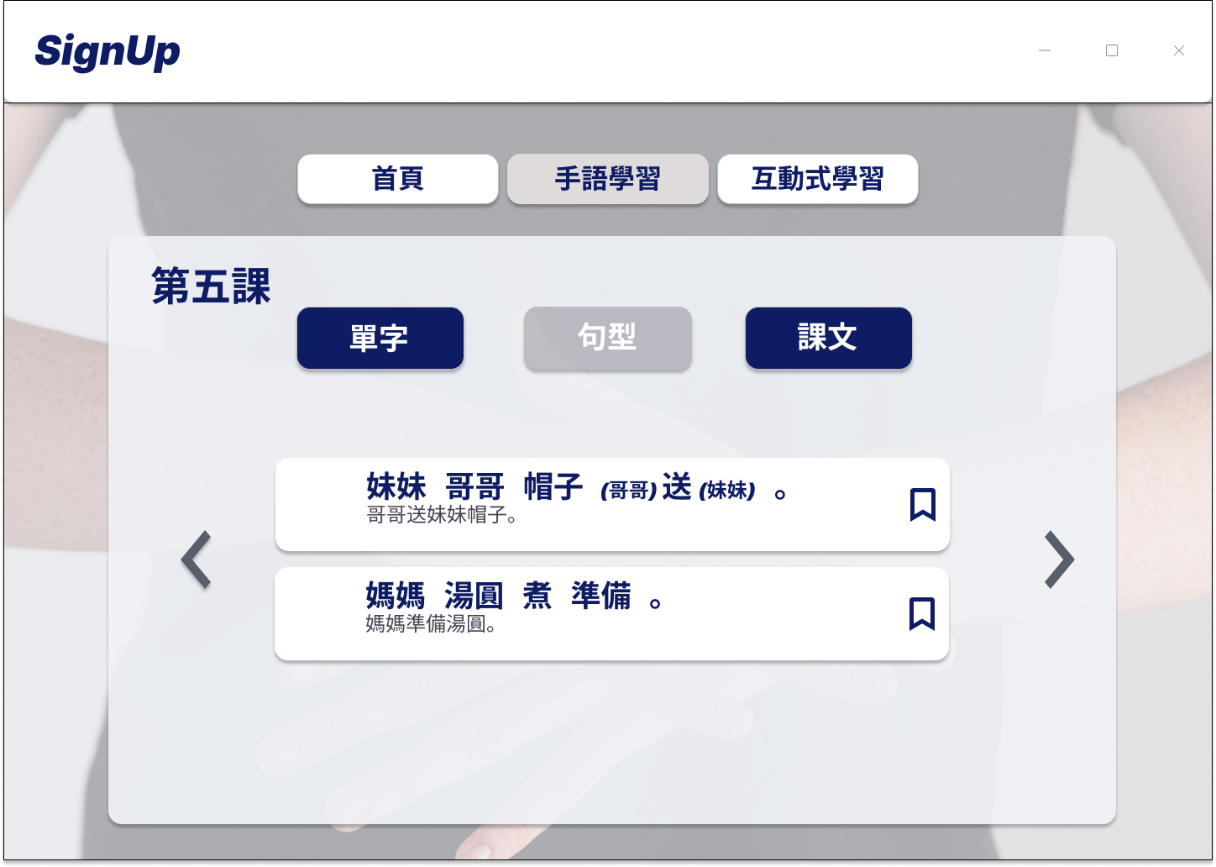 SignUp
首頁 手語學習 互動式學習
第五課
單字 句型 課文
妹妹 哥哥 帽子 (哥哥)送(妹妹) 。
哥哥送妹妹帽子。
媽媽 湯圓 煮 準備 。
媽媽準備湯圓。